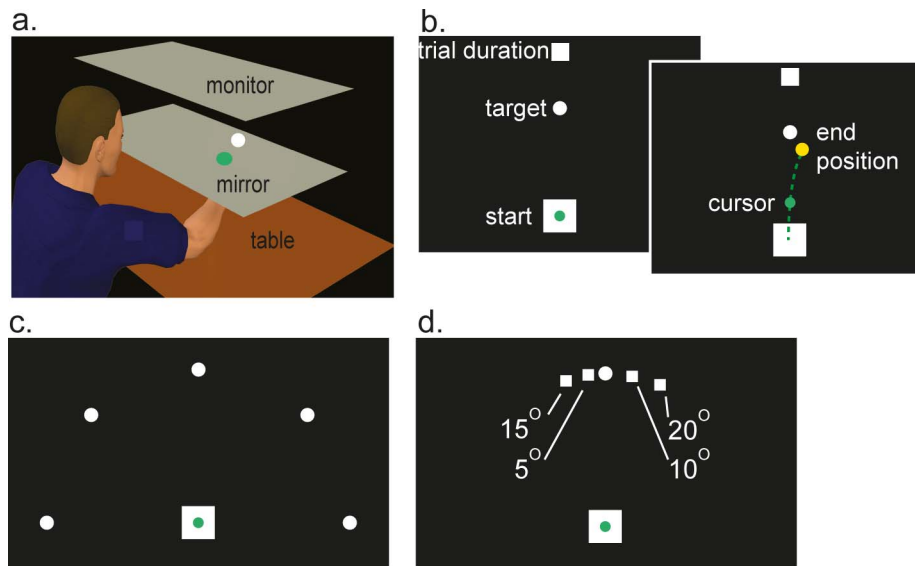 a.
monitor
mirror
table
b.
trial duration
target
start
end
position
cursor
c.
d.
15°
5°
20°
10°